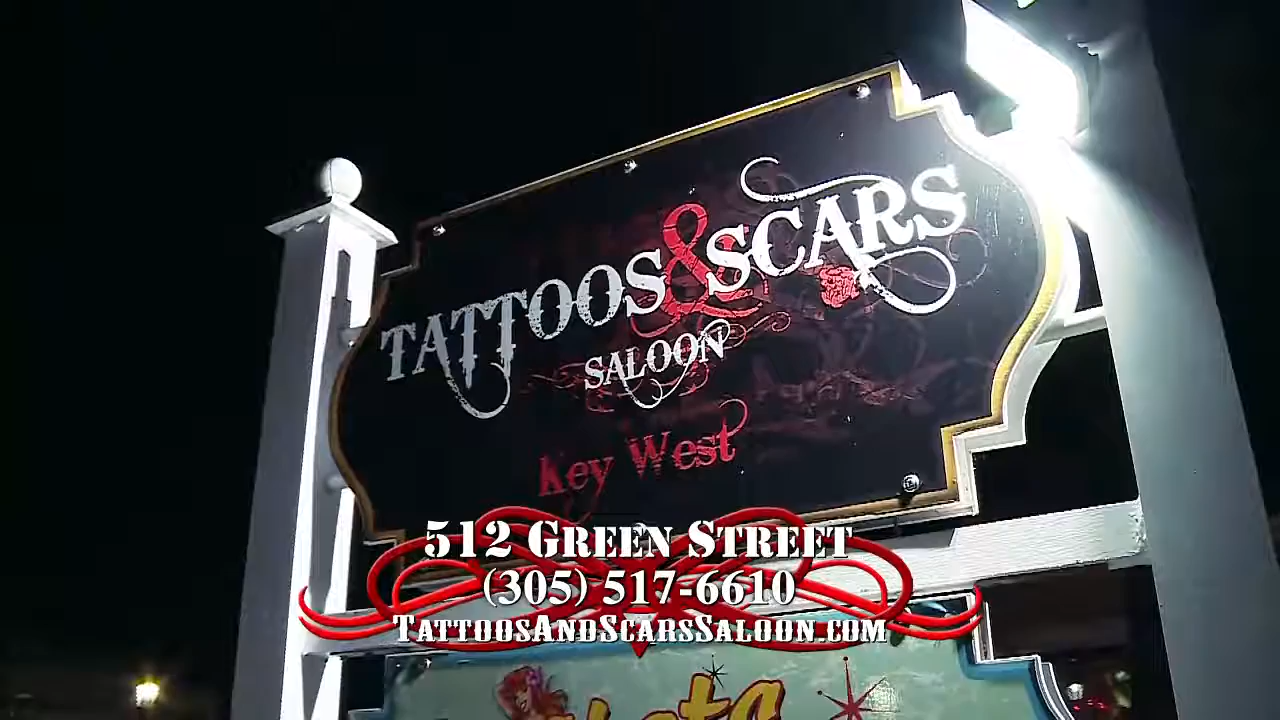 TATTOOS & SCARS
SALOON
Key West
512 GREEN STREET
(305) 517-6610
TATTOOSANDSCARSSALOON.COM